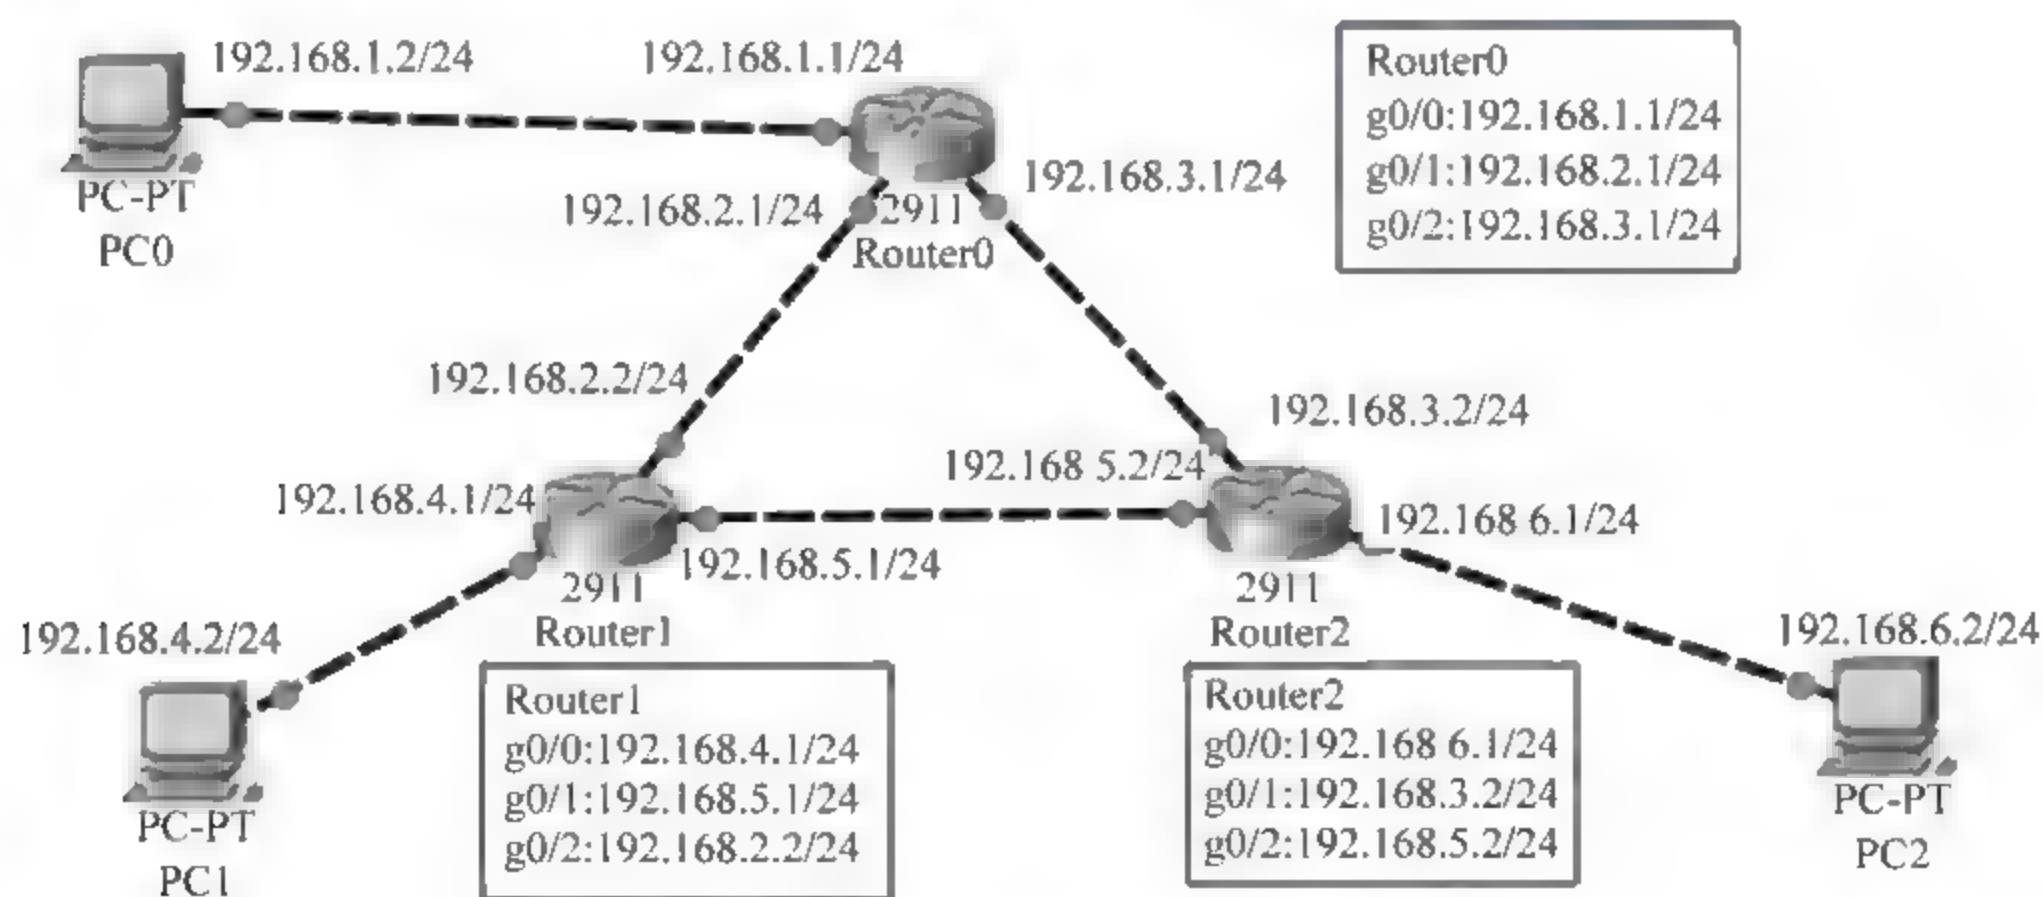 192.168.1.2/24
192.168.1.1/24
PC-PT
PC0
192.168.2.1/24
2911
Router0
192.168.3.1/24
Router0
g0/0:192.168.1.1/24
g0/1:192.168.2.1/24
g0/2:192.168.3.1/24
192.168.2.2/24
192.168.3.2/24
192.168.4.1/24
192.168 5.2/24
192.168.5.1/24
192.168 6.1/24
2911
Router1
2911
Router2
192.168.4.2/24
192.168.6.2/24
PC-PT
PC1
Router1
g0/0:192.168.4.1/24
g0/1:192.168.5.1/24
g0/2:192.168.2.2/24
Router2
g0/0:192.168 6.1/24
g0/1:192.168.3.2/24
g0/2:192.168.5.2/24
PC-PT
PC2